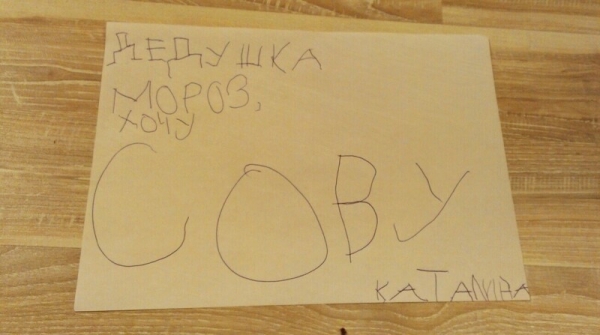 ДЕДУШКА
МОРОЗ,
ХОЧУ
СОВУ
КАТАЛИНА